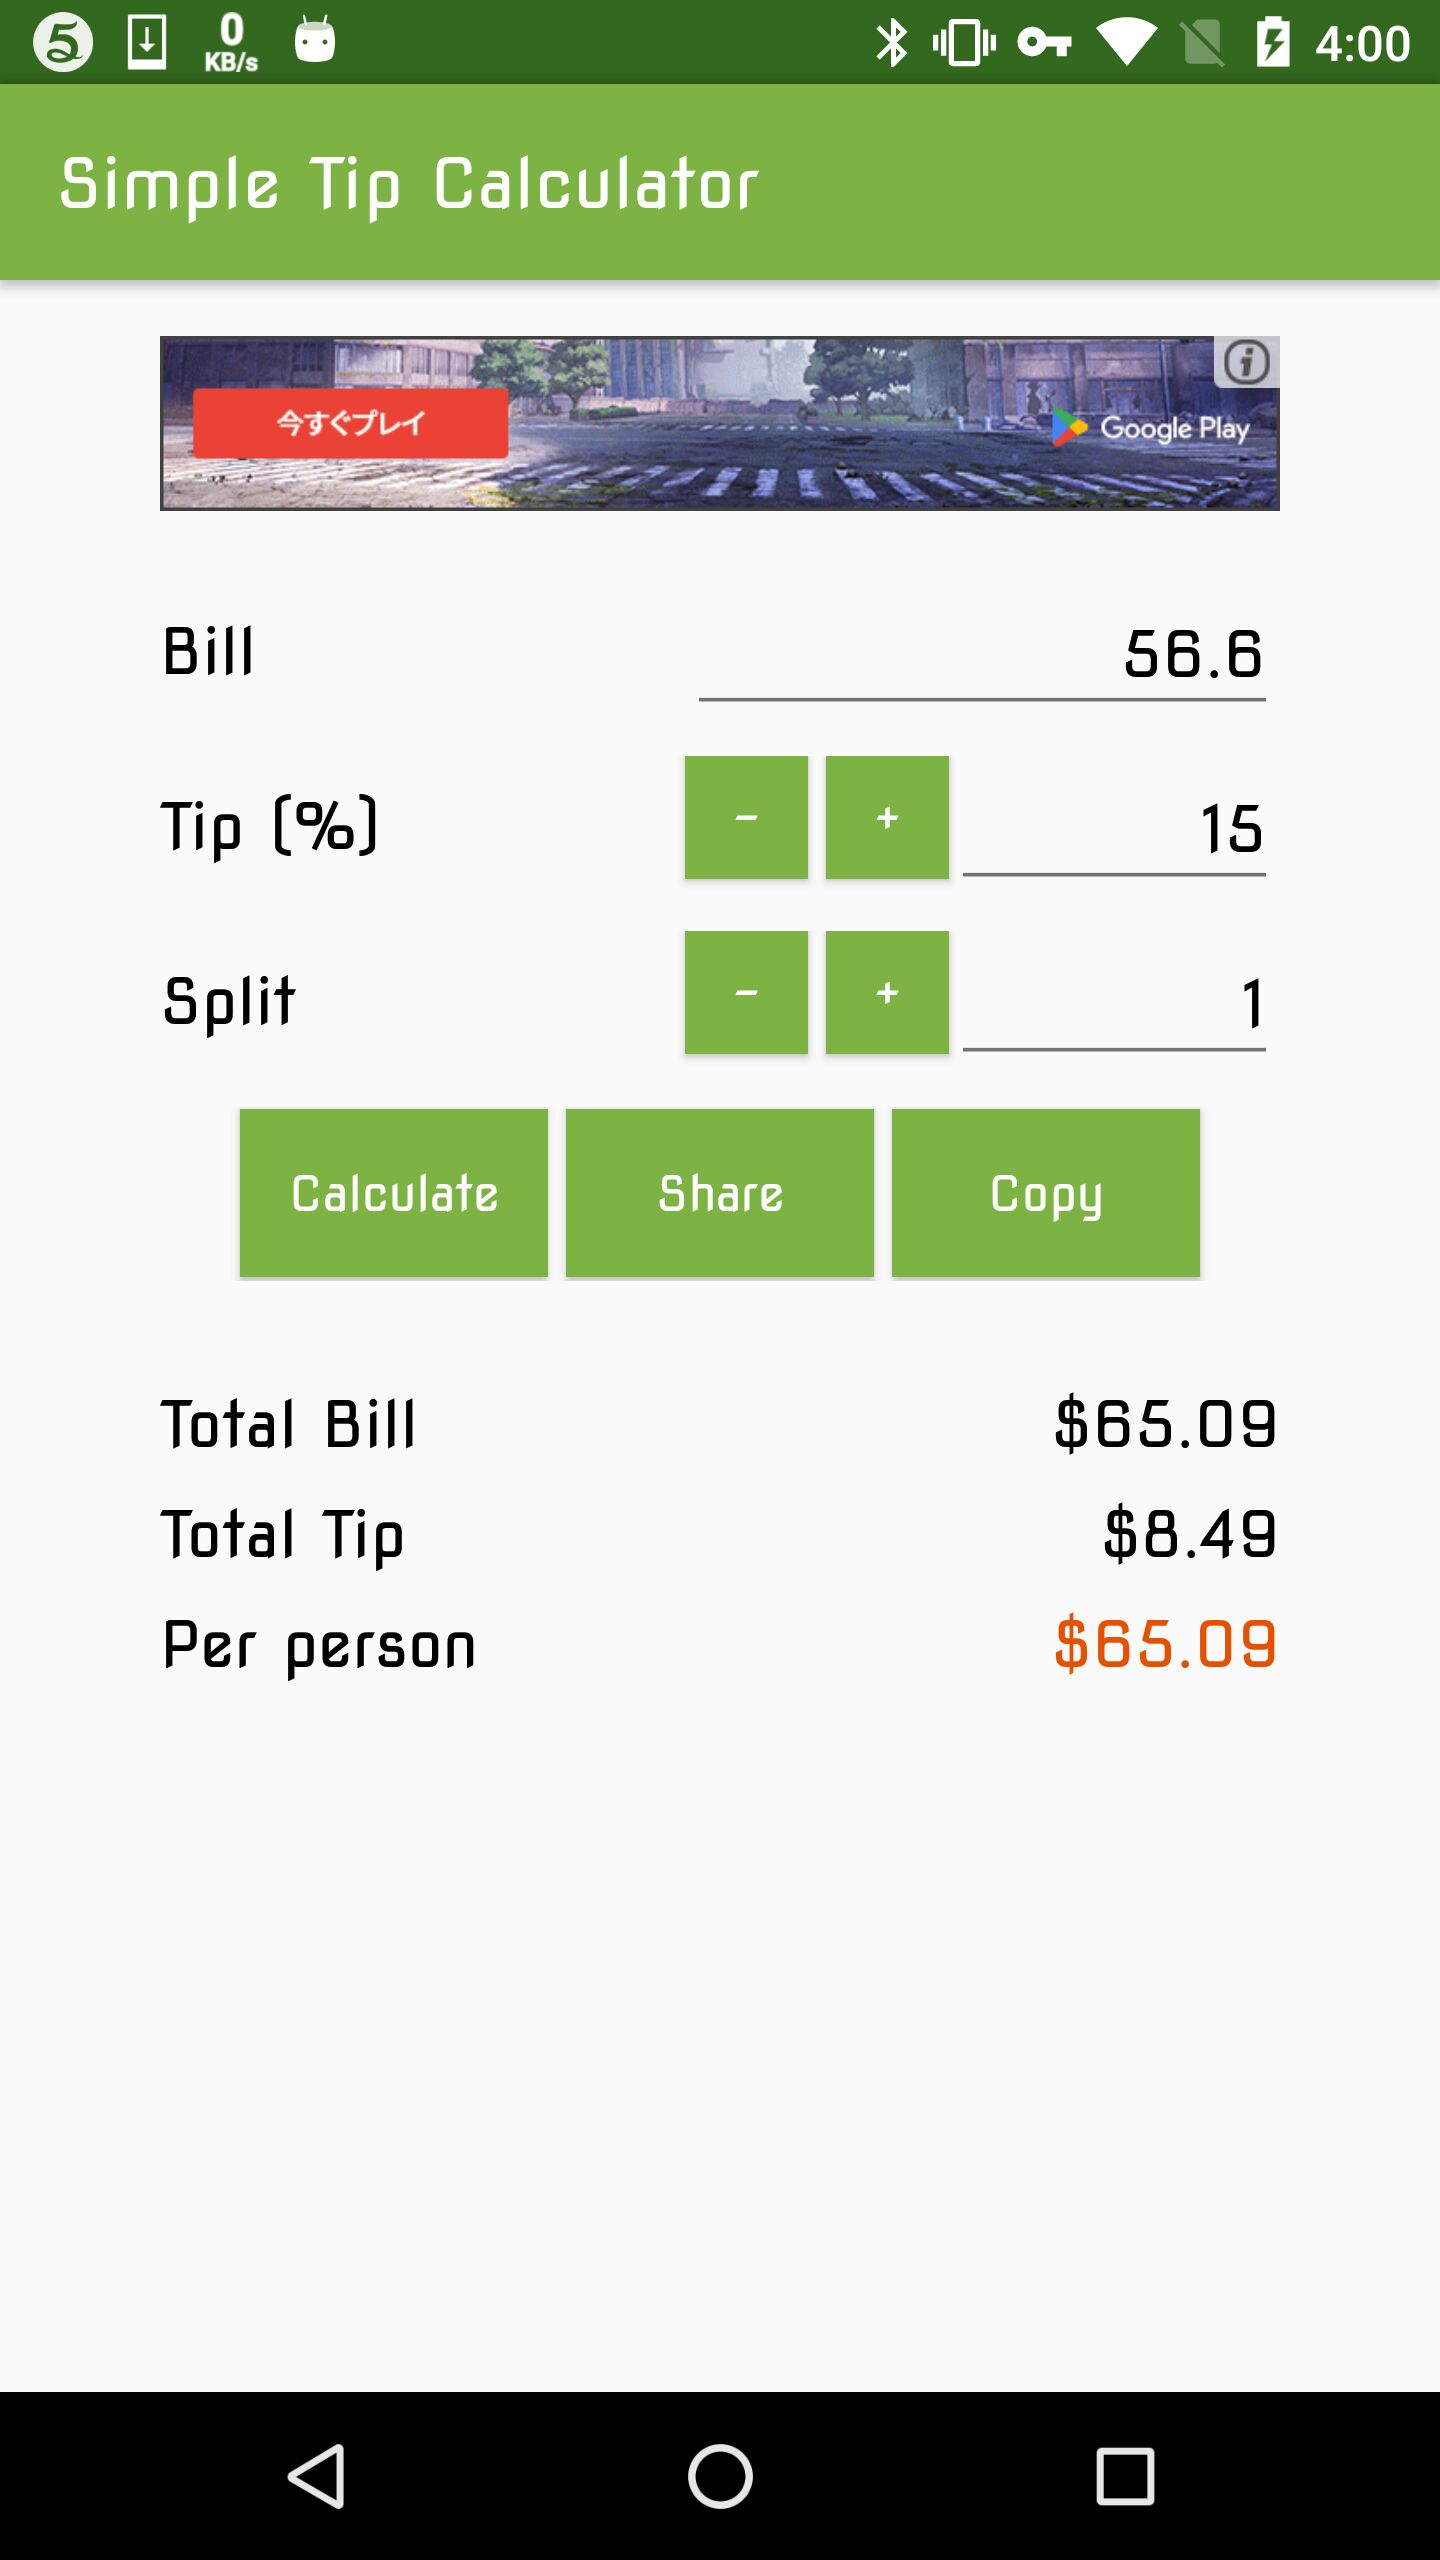 5
0
KB/s
4:00
Simple Tip Calculator
今すぐプレイ
Google Play
Bill 56.6
Tip (%) - + 15
Split - + 1
Calculate Share Copy
Total Bill $65.09
Total Tip $8.49
Per person $65.09